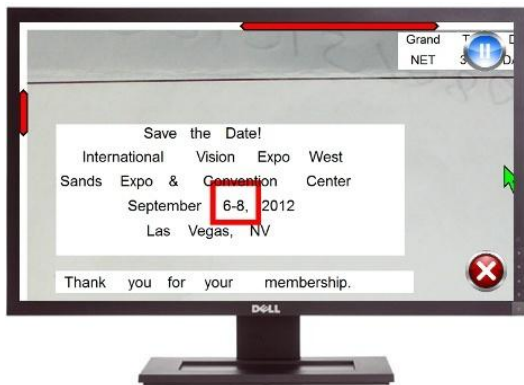 Grand
NET
Save the Date!
International Vision Expo West
Sands Expo & Convention Center
September 6-8, 2012
Las Vegas, NV
Thank you for your membership.
DELL